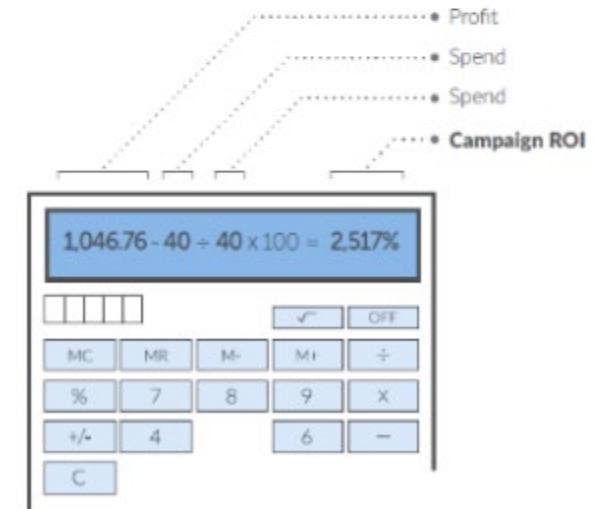 Profit
Spend
Spend
Campaign ROI
1,046.76 - 40 ÷ 40 x 100 = 2,517%
√ OFF
MC MR M- M+ ÷
% 7 8 9 X
+/- 4 6 −
C